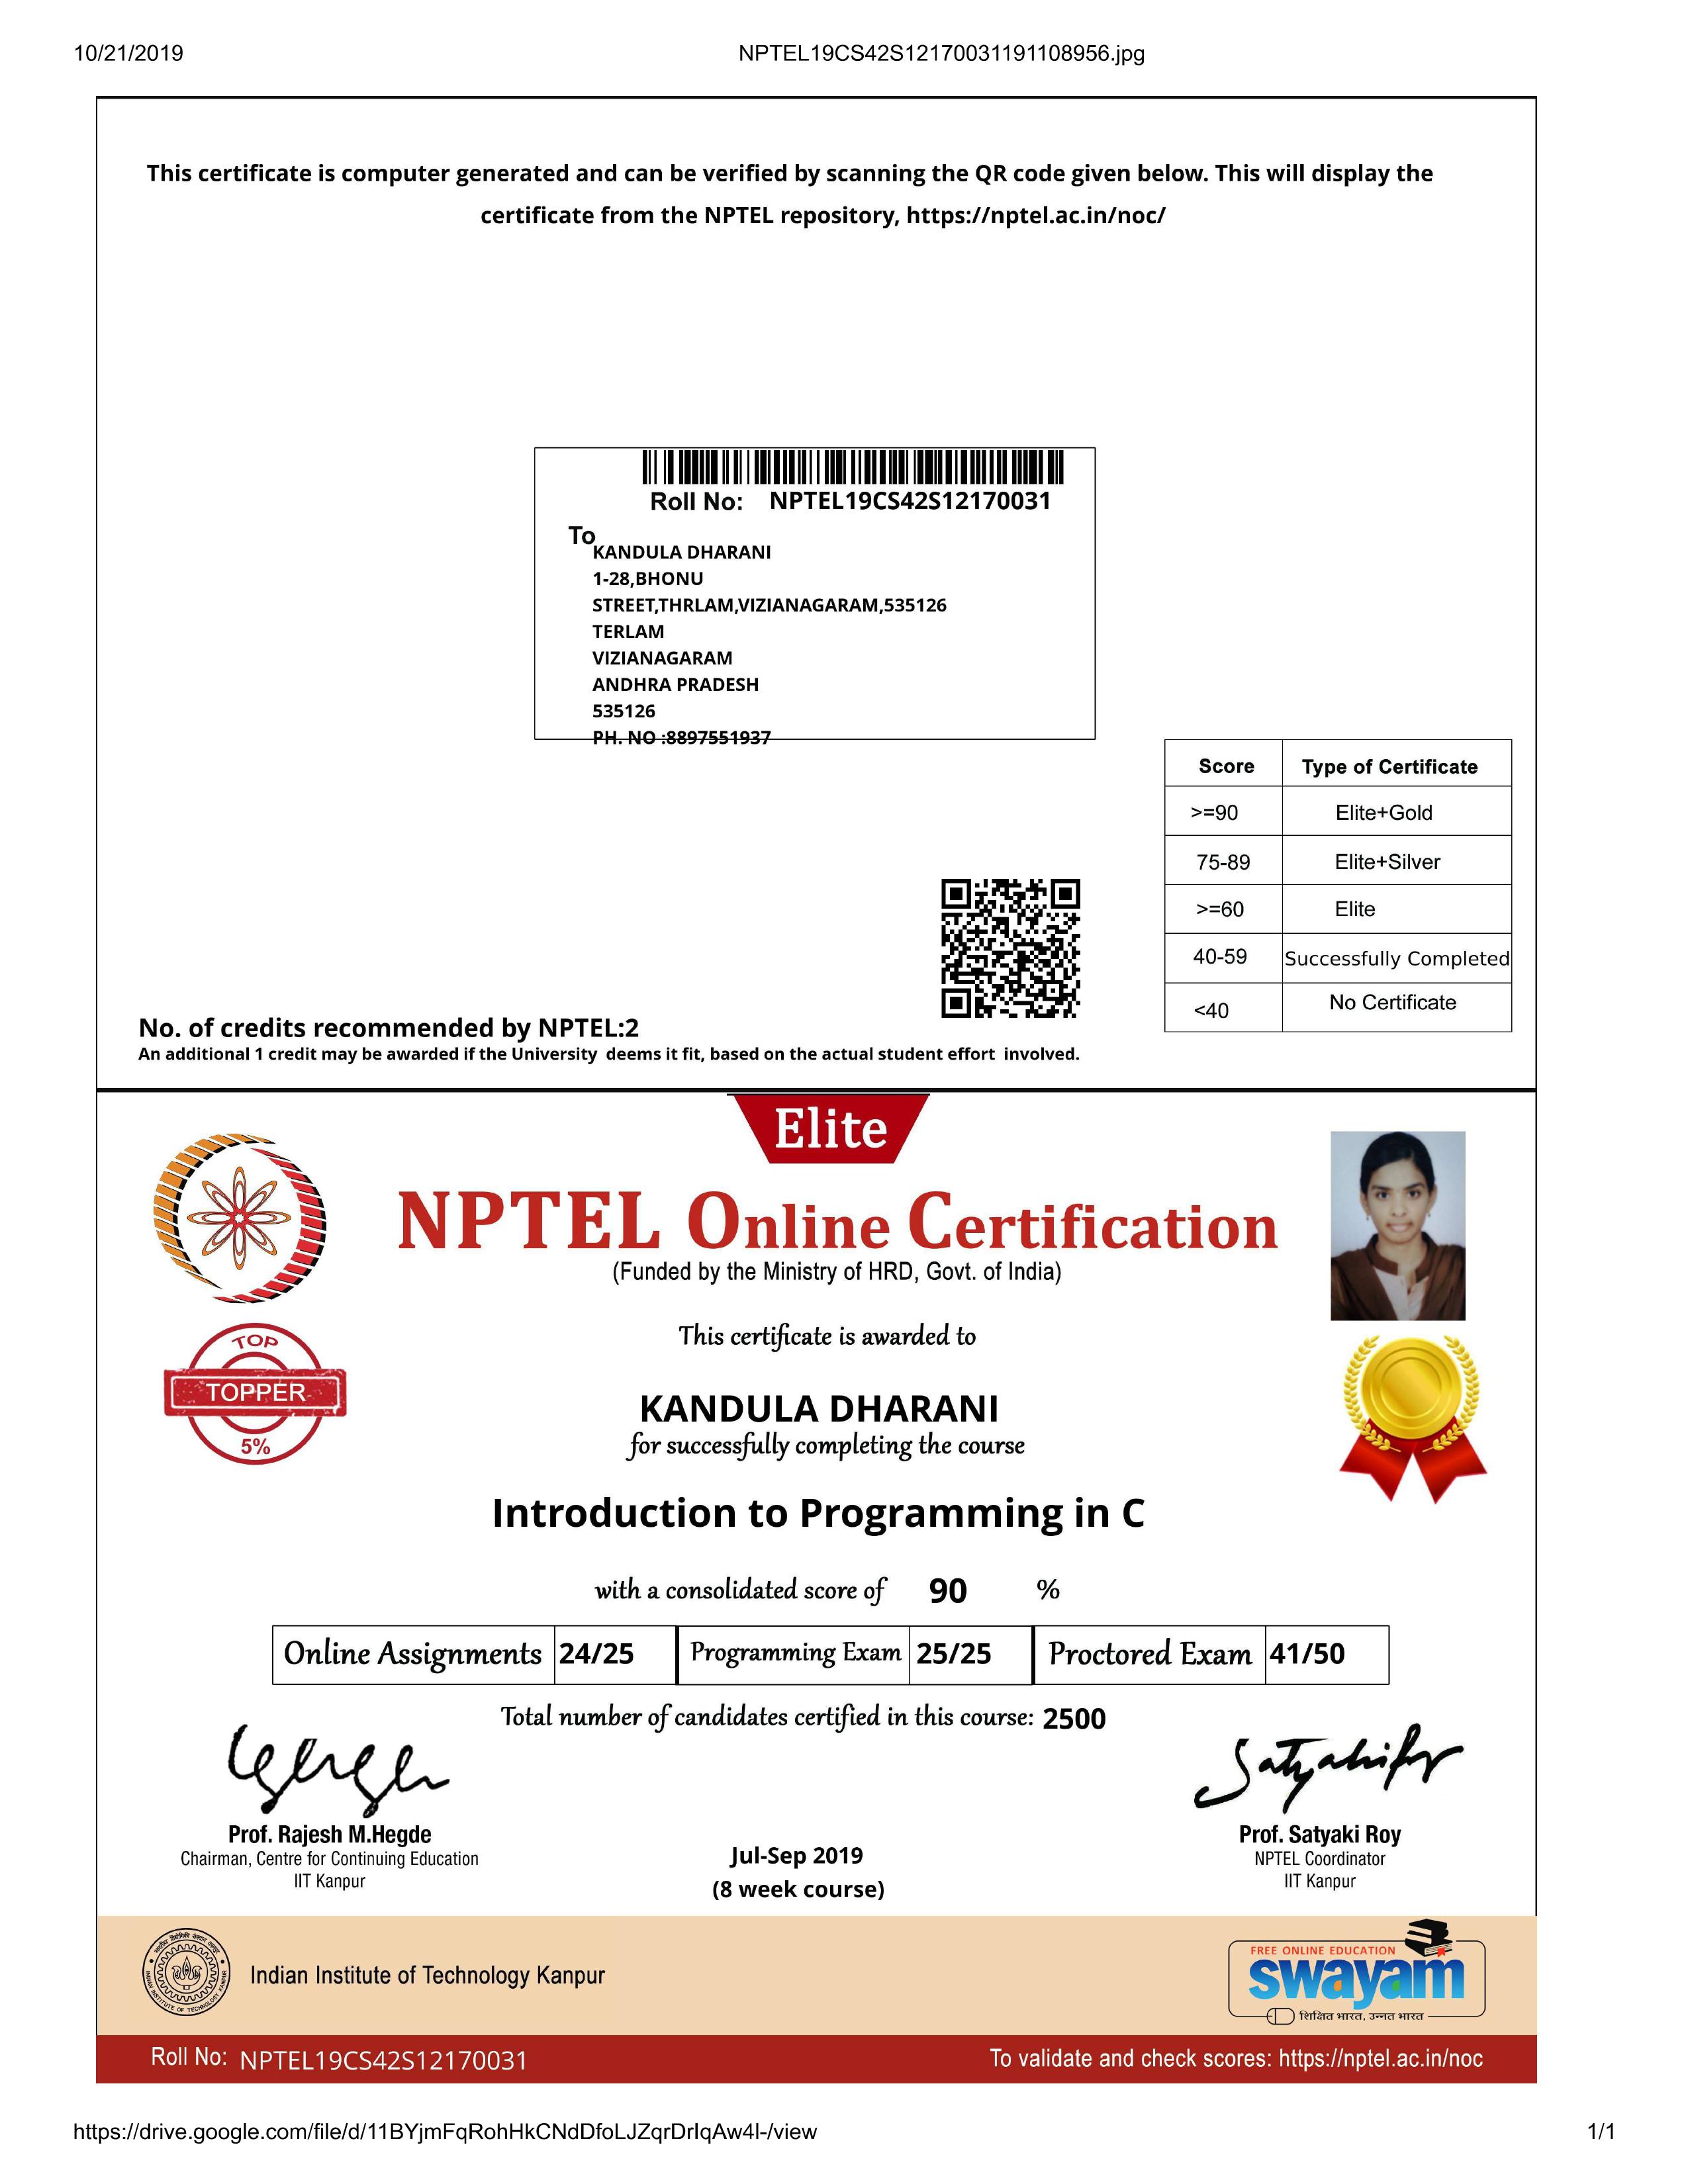 10/21/2019 NPTEL19CS42S12170031191108956.jpg
This certificate is computer generated and can be verified by scanning the QR code given below. This will display the
certificate from the NPTEL repository, https://nptel.ac.in/noc/
Roll No: NPTEL19CS42S12170031
To
KANDULA DHARANI
1-28,BHONU
STREET,THRLAM,VIZIANAGARAM,535126
TERLAM
VIZIANAGARAM
ANDHRA PRADESH
535126
PH. NO :8897551937
Score Type of Certificate
>=90 Elite+Gold
75-89 Elite+Silver
>=60 Elite
40-59 Successfully Completed
<40 No Certificate
No. of credits recommended by NPTEL:2
An additional 1 credit may be awarded if the University deems it fit, based on the actual student effort involved.
Elite
NPTEL Online Certification
(Funded by the Ministry of HRD, Govt. of India)
TOP
TOPPER
5%
This certificate is awarded to
KANDULA DHARANI
for successfully completing the course
Introduction to Programming in C
with a consolidated score of 90 %
Online Assignments 24/25 Programming Exam 25/25 Proctored Exam 41/50
Total number of candidates certified in this course: 2500
Prof. Rajesh M.Hegde
Chairman, Centre for Continuing Education
IIT Kanpur
Jul-Sep 2019
(8 week course)
Prof. Satyaki Roy
NPTEL Coordinator
IIT Kanpur
Indian Institute of Technology Kanpur
FREE ONLINE EDUCATION
swayam
शिक्षित भारत, उन्नत भारत
Roll No: NPTEL19CS42S12170031 To validate and check scores: https://nptel.ac.in/noc
https://drive.google.com/file/d/11BYjmFqRohHkCNdDfoLJZqrDrIqAw4l-/view 1/1